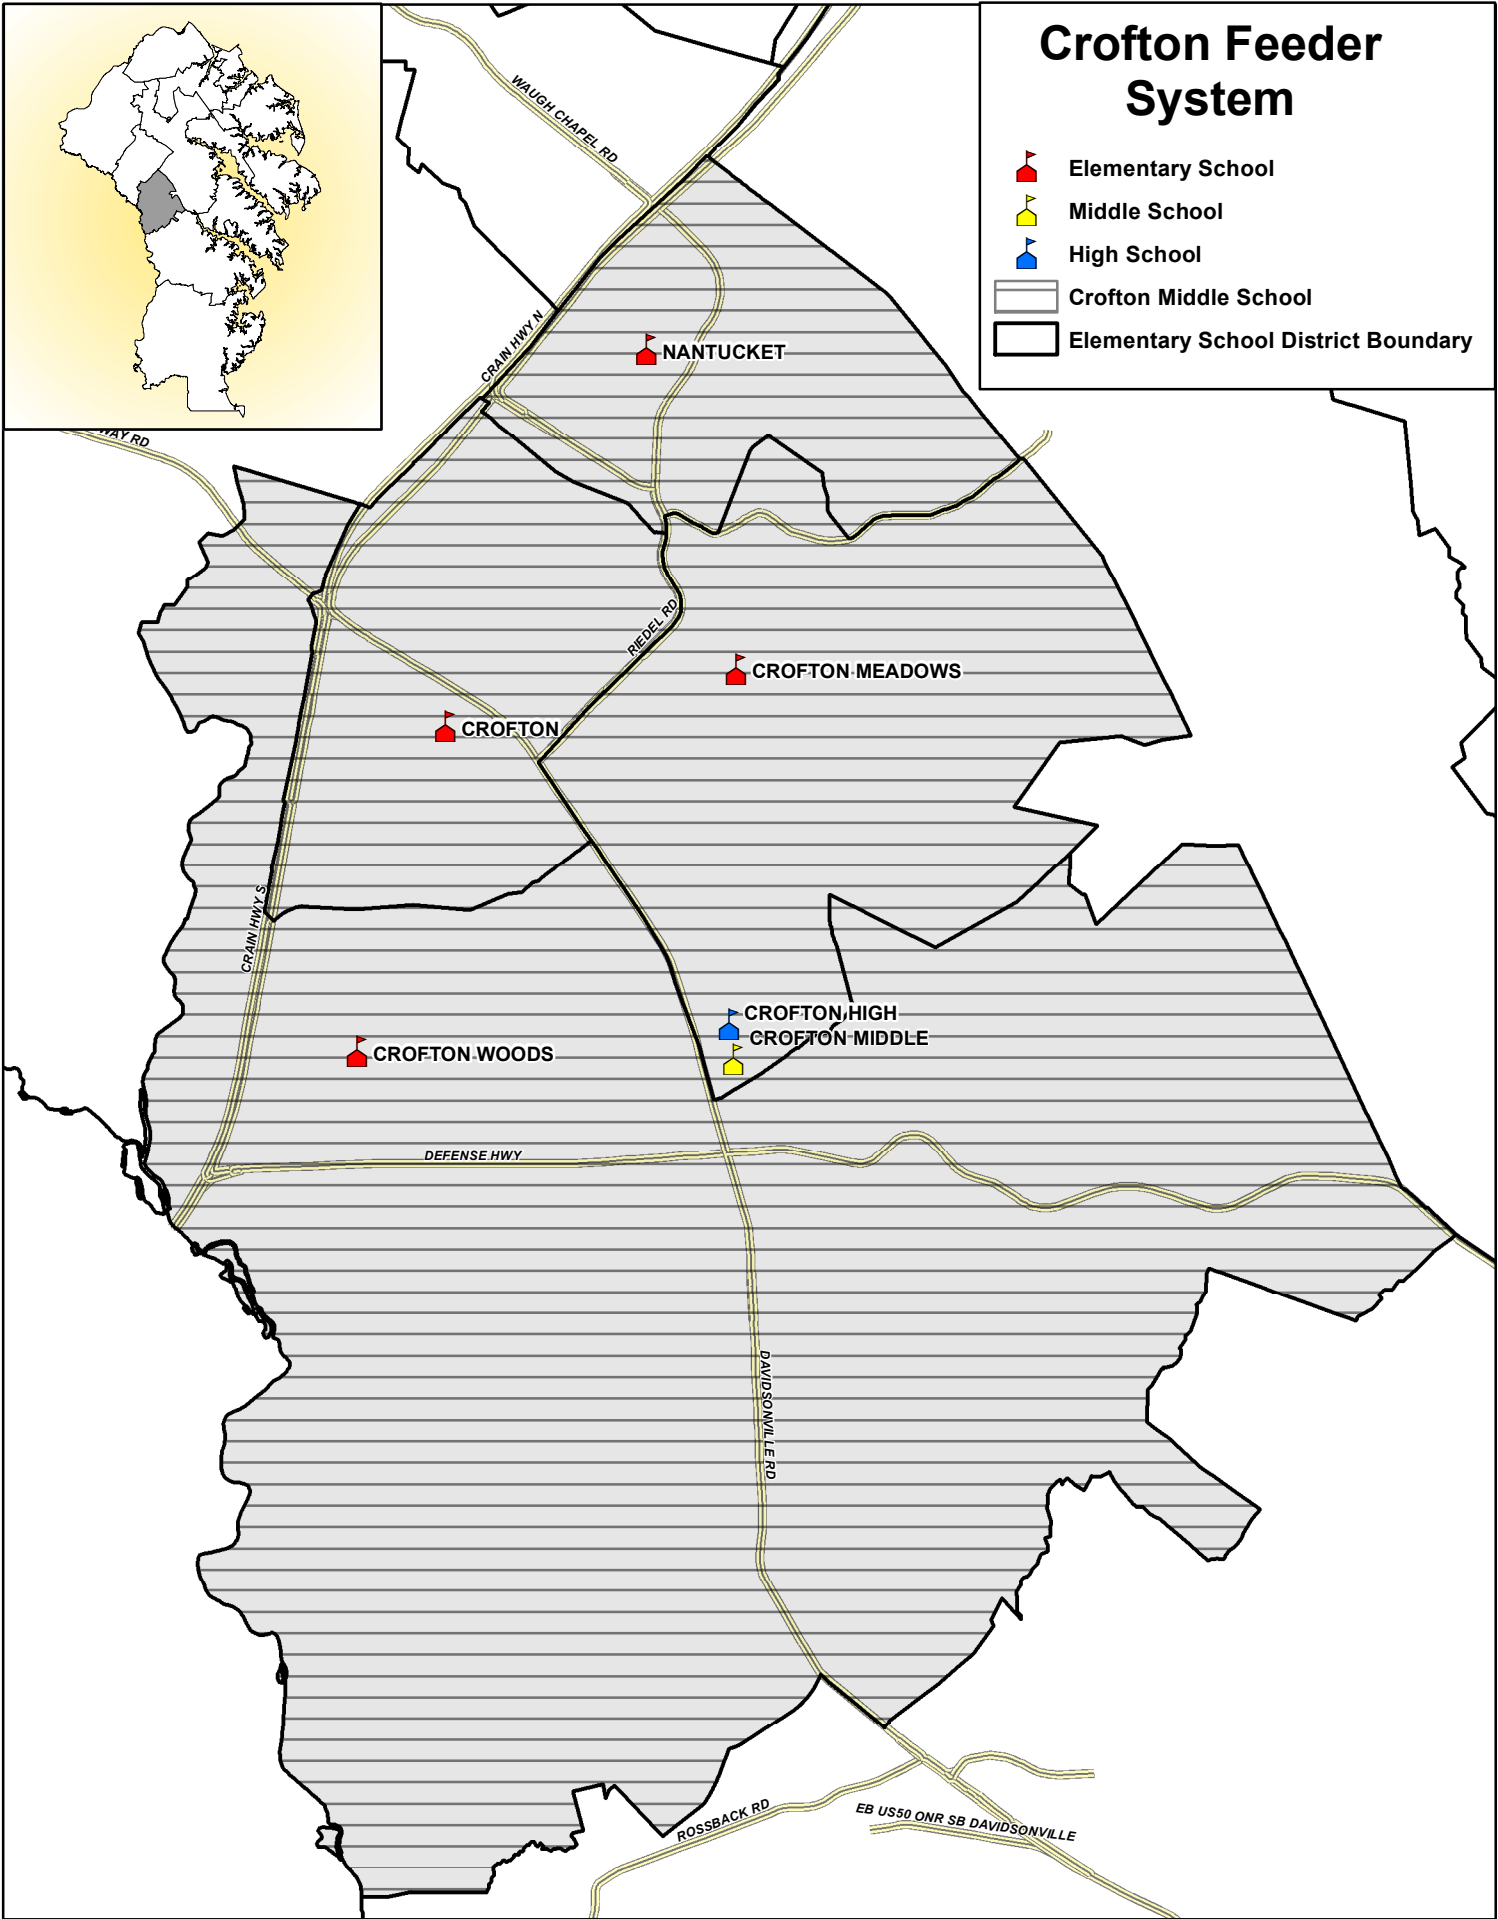 Crofton Feeder
System
Elementary School
Middle School
High School
Crofton Middle School
Elementary School District Boundary
WAUGH CHAPEL RD
CRAIN HWY N
NANTUCKET
WAY RD
RIEDEL RD
CROFTON MEADOWS
CROFTON
CRAIN HWY S
CROFTON HIGH
CROFTON MIDDLE
CROFTON WOODS
DEFENSE HWY
DAVIDSONVILLE RD
ROSSBACK RD
EB US50 ONR SB DAVIDSONVILLE